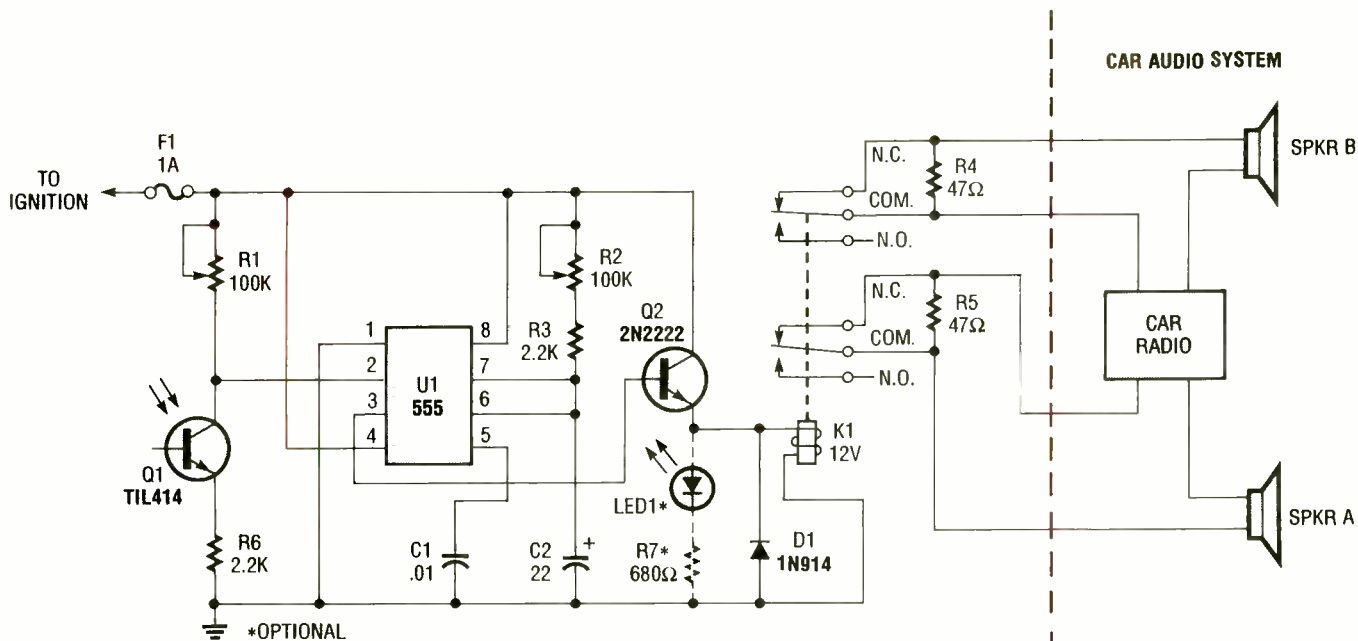 CAR AUDIO SYSTEM
F1
1A
TO
IGNITION
R1
100K
R2
100K
R3
2.2K
Q2
2N2222
N.C.
COM.
N.O.
R4
47Ω
SPKR B
N.C.
COM.
N.O.
R5
47Ω
CAR
RADIO
1
2
3
4
8
7
6
5
U1
555
Q1
TIL414
R6
2.2K
C1
.01
C2
22
+
LED1*
R7*
680Ω
D1
1N914
K1
12V
SPKR A
*OPTIONAL